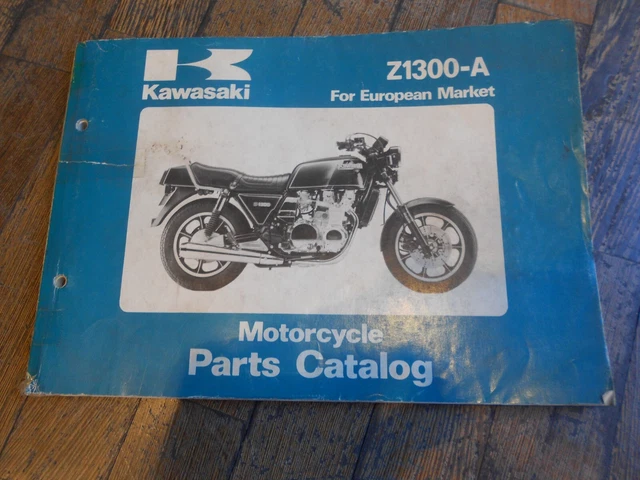 Kawasaki
Z1300-A
For European Market
Motorcycle
Parts Catalog